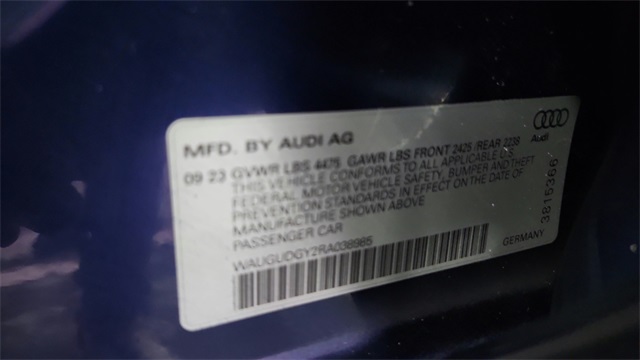 MFD. BY AUDI AG
Audi
09 23 GVWR LBS 4475 GAWR LBS FRONT 2425 /REAR 2238
THIS VEHICLE CONFORMS TO ALL APPLICABLE U.S.
FEDERAL MOTOR VEHICLE SAFETY, BUMPER AND THEFT
PREVENTION STANDARDS IN EFFECT ON THE DATE OF
MANUFACTURE SHOWN ABOVE
PASSENGER CAR
WAUGUDGY2RA038985
GERMANY
3815366